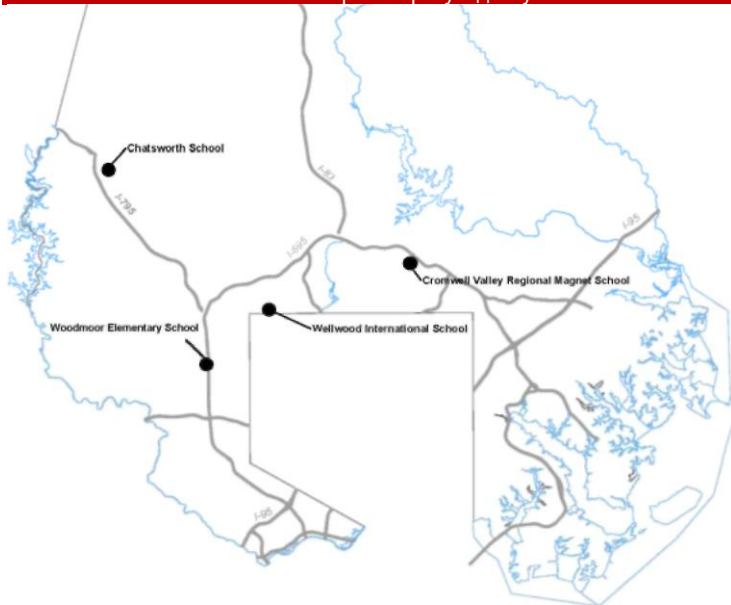 Chatsworth School
I-83
I-795
I-95
I-695
Cromwell Valley Regional Magnet School
Woodmoor Elementary School
Wellwood International School
I-95